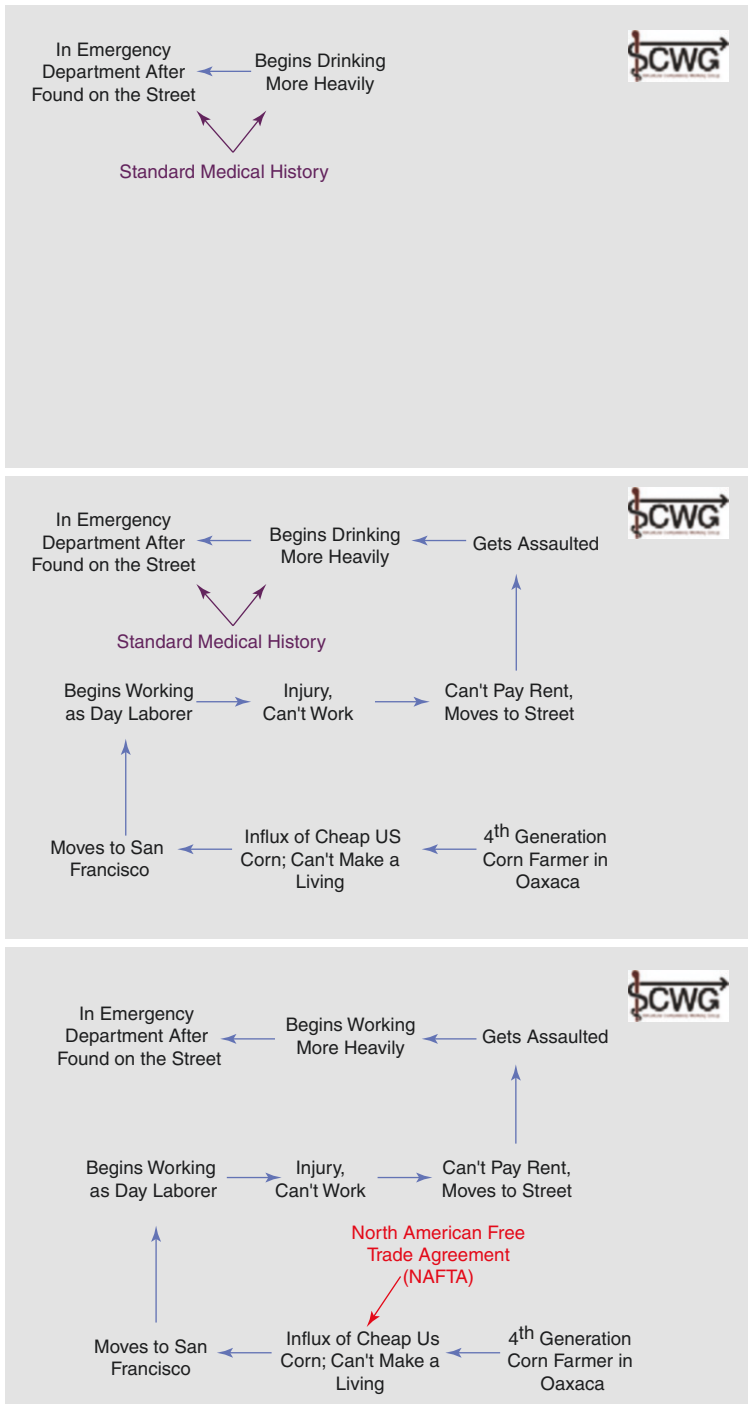 In Emergency
Department After
Found on the Street
Begins Drinking
More Heavily
SCWG
Standard Medical History
In Emergency
Department After
Found on the Street
Begins Drinking
More Heavily
Gets Assaulted
SCWG
Standard Medical History
Begins Working
as Day Laborer
Injury,
Can't Work
Can't Pay Rent,
Moves to Street
Moves to San
Francisco
Influx of Cheap US
Corn; Can't Make a
Living
4th Generation
Corn Farmer in
Oaxaca
In Emergency
Department After
Found on the Street
Begins Working
More Heavily
Gets Assaulted
SCWG
Begins Working
as Day Laborer
Injury,
Can't Work
Can't Pay Rent,
Moves to Street
North American Free
Trade Agreement
(NAFTA)
Moves to San
Francisco
Influx of Cheap Us
Corn; Can't Make a
Living
4th Generation
Corn Farmer in
Oaxaca